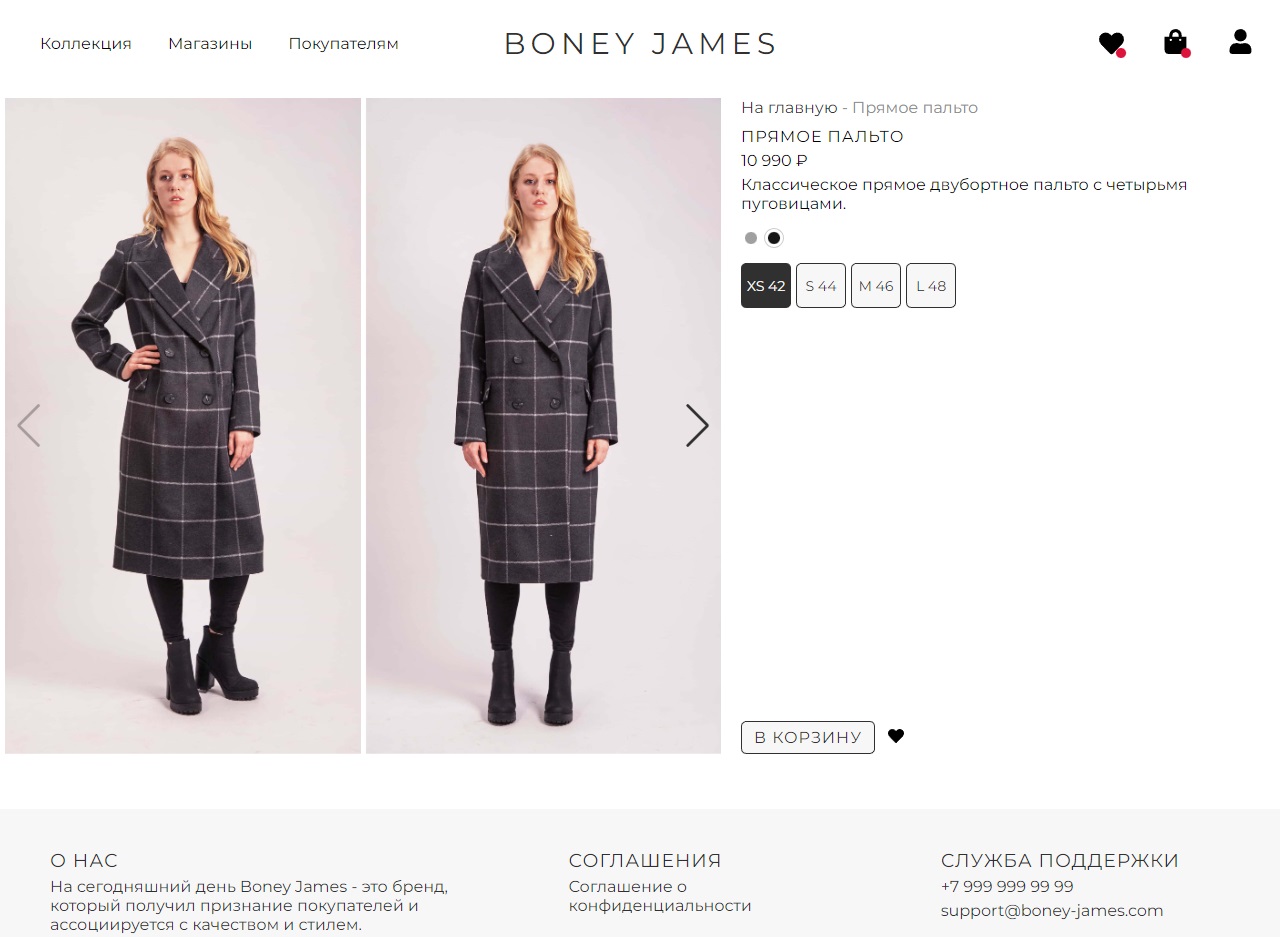 Коллекция Магазины Покупателям BONEY JAMES
На главную - Прямое пальто
ПРЯМОЕ ПАЛЬТО
10 990 ₽
Классическое прямое двубортное пальто с четырьмя
пуговицами.
XS 42 S 44 M 46 L 48
В КОРЗИНУ
О НАС
На сегодняшний день Boney James - это бренд,
который получил признание покупателей и
ассоциируется с качеством и стилем.
СОГЛАШЕНИЯ
Соглашение о
конфиденциальности
СЛУЖБА ПОДДЕРЖКИ
+7 999 999 99 99
support@boney-james.com